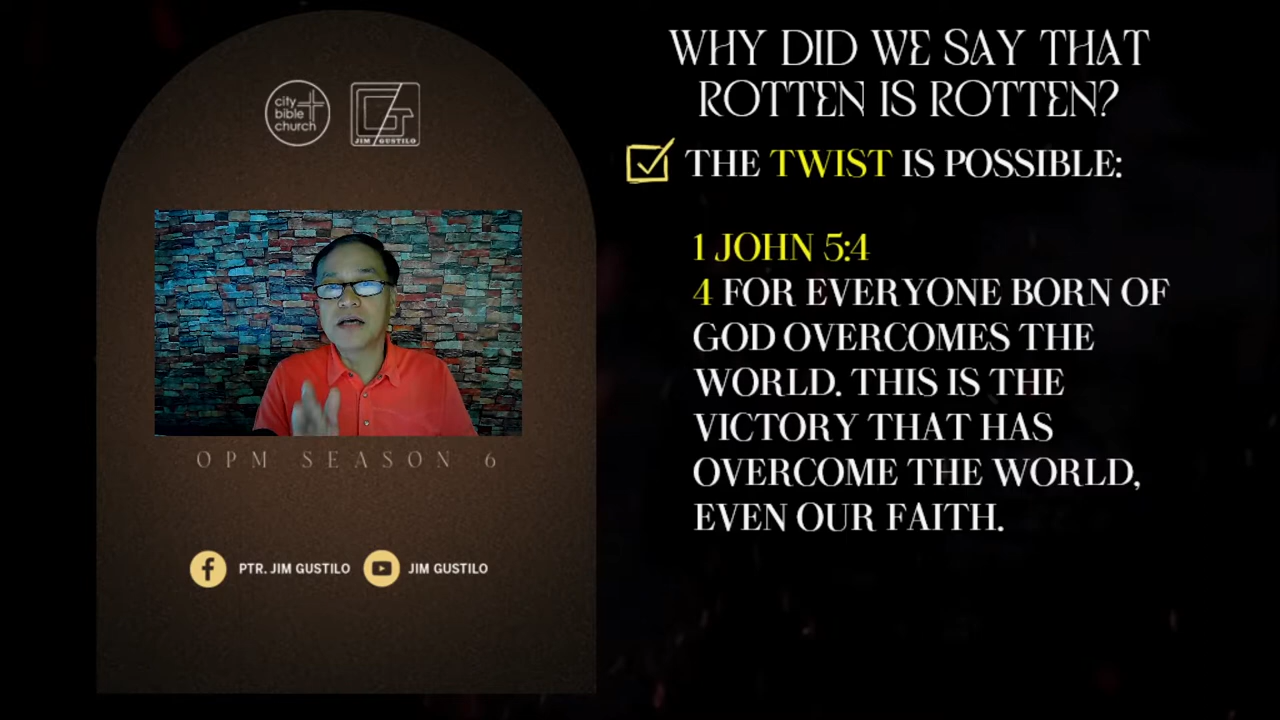 city
bible
church
JIM GUSTILO
OPM SEASON 6
PTR. JIM GUSTILO
JIM GUSTILO
WHY DID WE SAY THAT
ROTTEN IS ROTTEN?
THE TWIST IS POSSIBLE:
1 JOHN 5:4
4 FOR EVERYONE BORN OF
GOD OVERCOMES THE
WORLD. THIS IS THE
VICTORY THAT HAS
OVERCOME THE WORLD,
EVEN OUR FAITH.